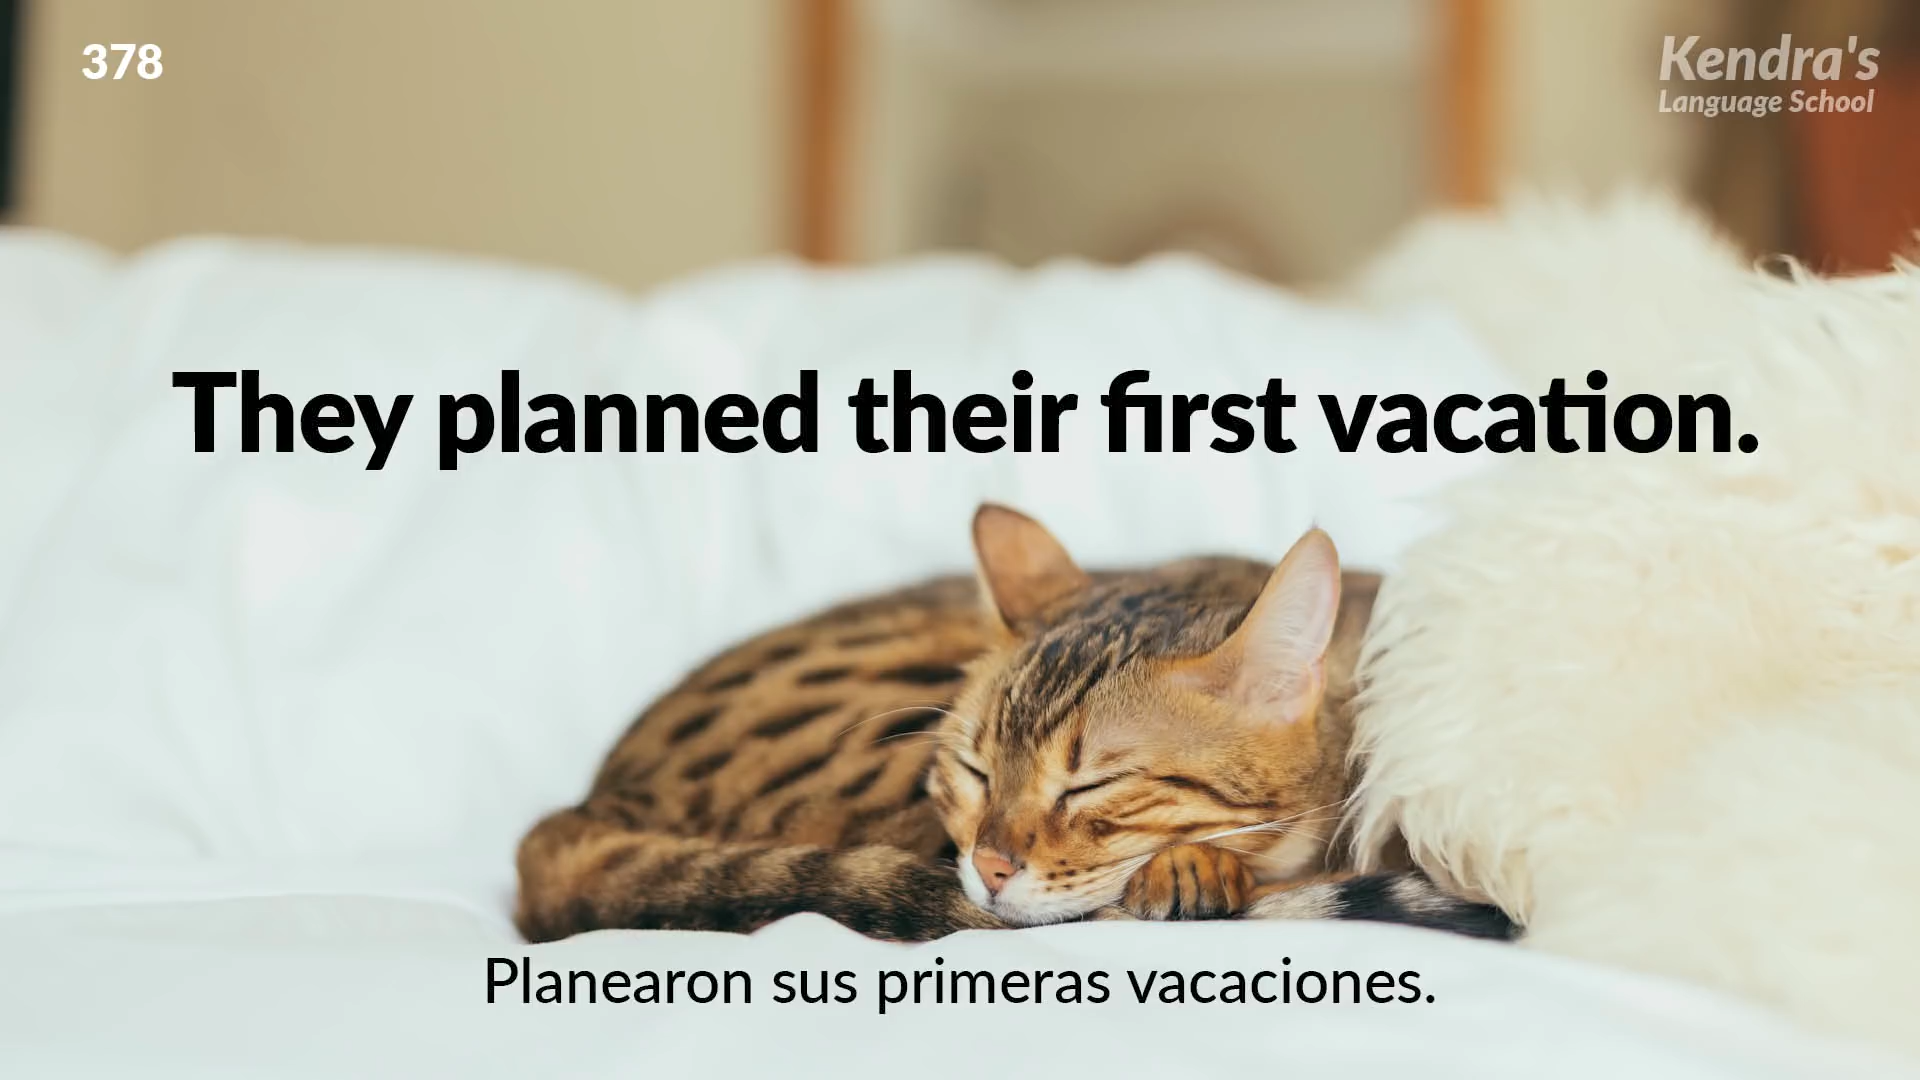 378
Kendra's
Language School
They planned their first vacation.
Planearon sus primeras vacaciones.